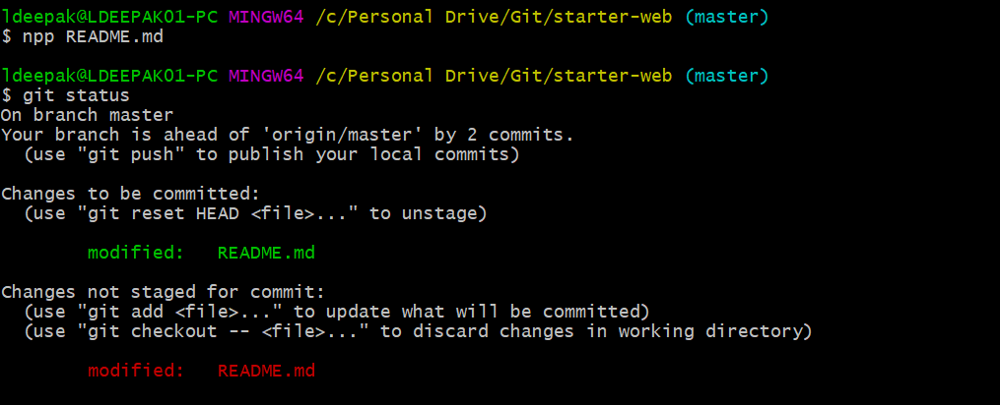 ldeepak@LDEEPAK01-PC MINGW64 /c/Personal Drive/Git/starter-web (master)
$ npp README.md
ldeepak@LDEEPAK01-PC MINGW64 /c/Personal Drive/Git/starter-web (master)
$ git status
On branch master
Your branch is ahead of 'origin/master' by 2 commits.
  (use "git push" to publish your local commits)
Changes to be committed:
  (use "git reset HEAD <file>..." to unstage)
        modified:   README.md
Changes not staged for commit:
  (use "git add <file>..." to update what will be committed)
  (use "git checkout -- <file>..." to discard changes in working directory)
        modified:   README.md